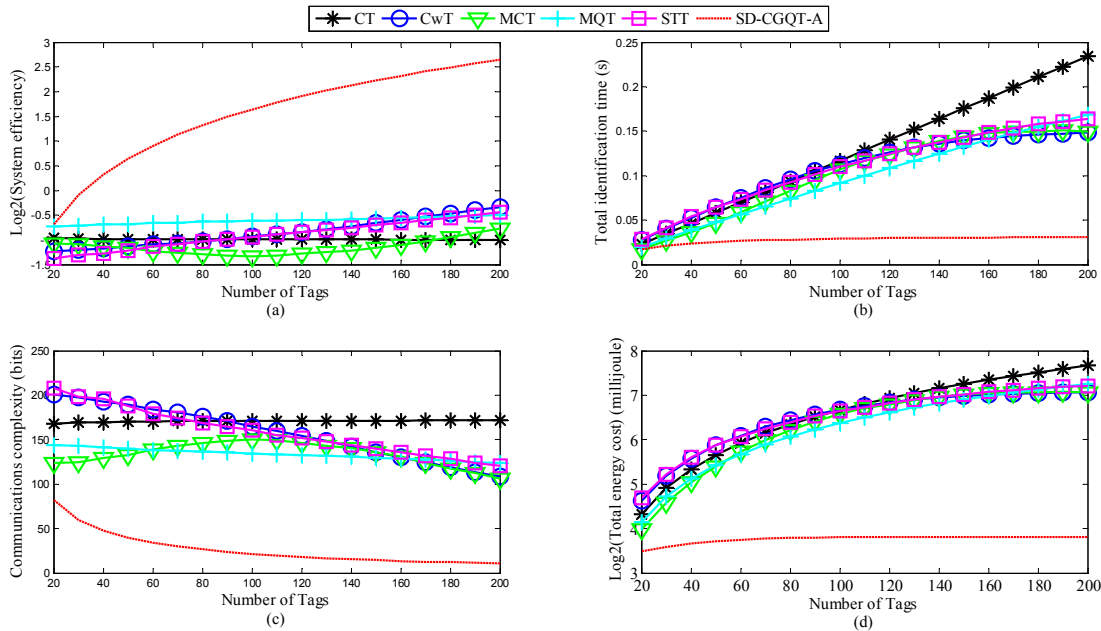 CT CwT MCT MQT STT SD-CGQT-A
Log2(System efficiency)
3
2.5
2
1.5
1
0.5
0
-0.5
-1.0
-1.5
20 40 60 80 100 120 140 160 180 200
Number of Tags
(a)
Total identification time (s)
0.25
0.2
0.15
0.1
0.05
0
20 40 60 80 100 120 140 160 180 200
Number of Tags
(b)
Communications complexity (bits)
250
200
150
100
50
0
20 40 60 80 100 120 140 160 180 200
Number of Tags
(c)
Log2(Total energy cost) (millijoule)
8
7
6
5
4
3
20 40 60 80 100 120 140 160 180 200
Number of Tags
(d)